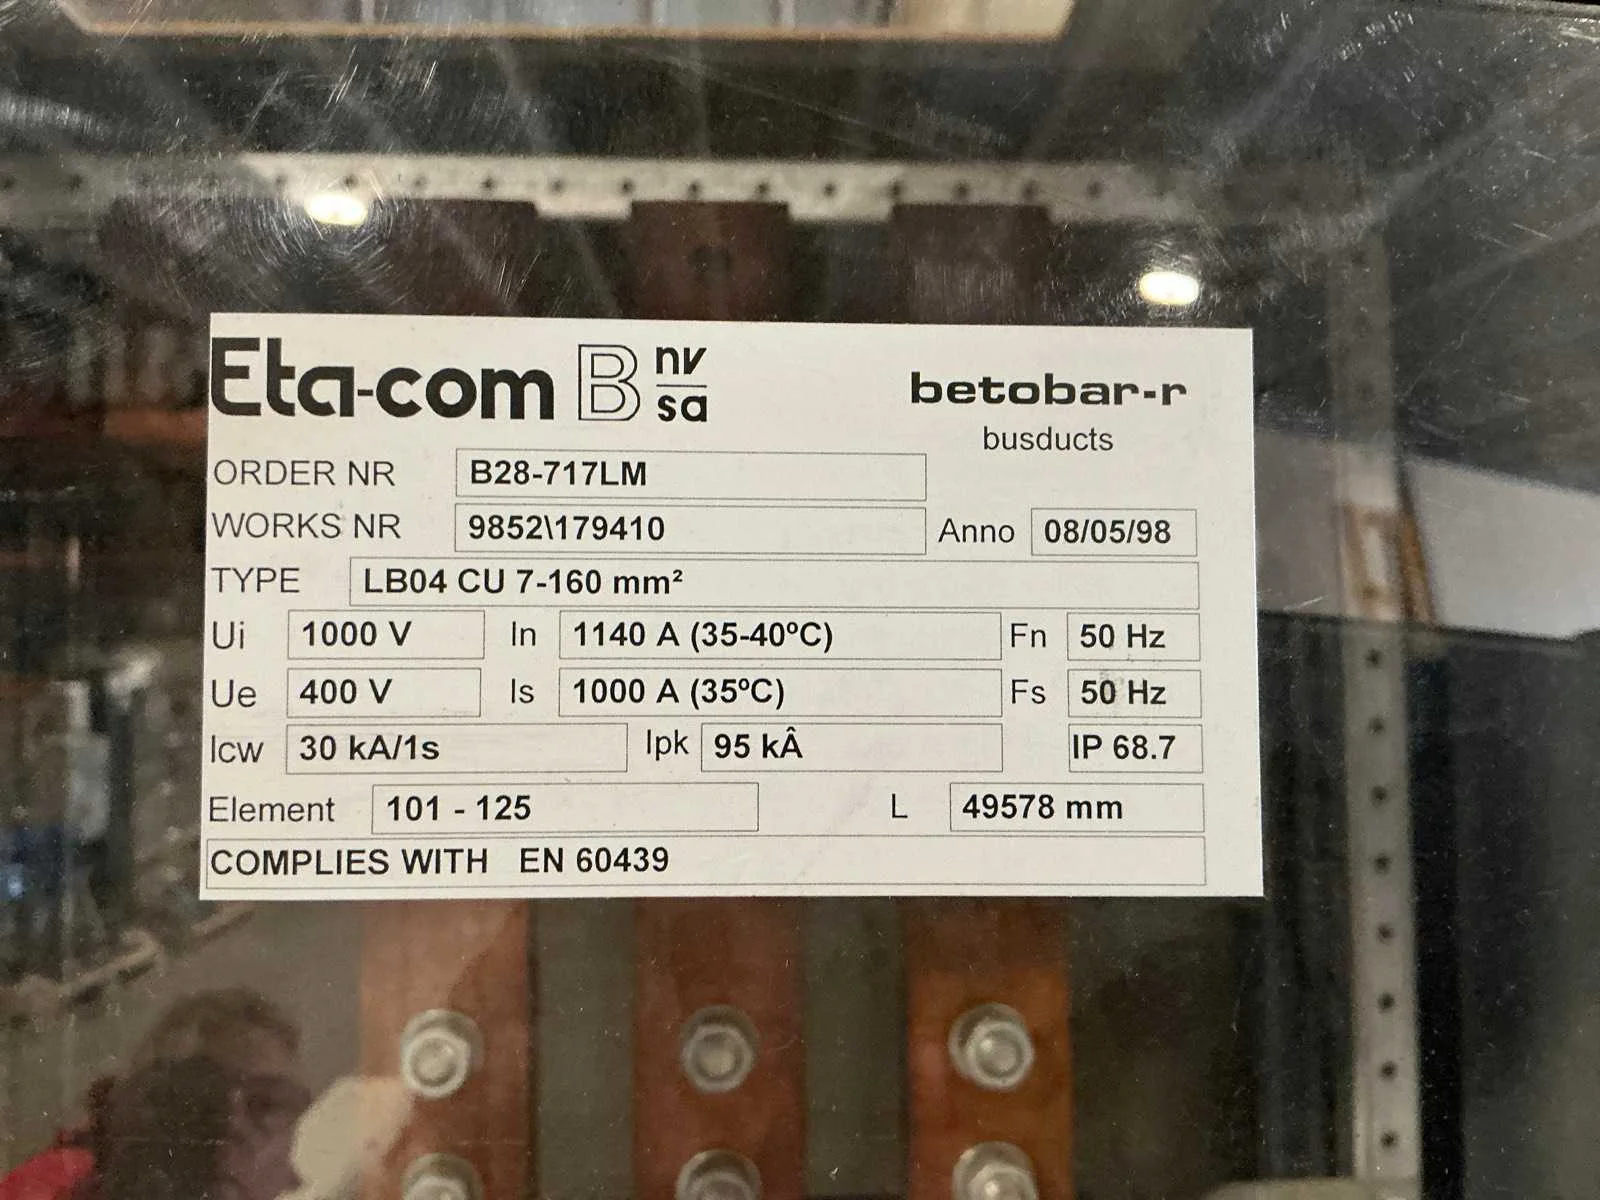 Eta-com B nv sa
betobar-r
busducts
ORDER NR B28-717LM
WORKS NR 9852\179410 Anno 08/05/98
TYPE LB04 CU 7-160 mm²
Ui 1000 V In 1140 A (35-40ºC) Fn 50 Hz
Ue 400 V Is 1000 A (35ºC) Fs 50 Hz
Icw 30 kA/1s Ipk 95 kÂ IP 68.7
Element 101 - 125 L 49578 mm
COMPLIES WITH EN 60439